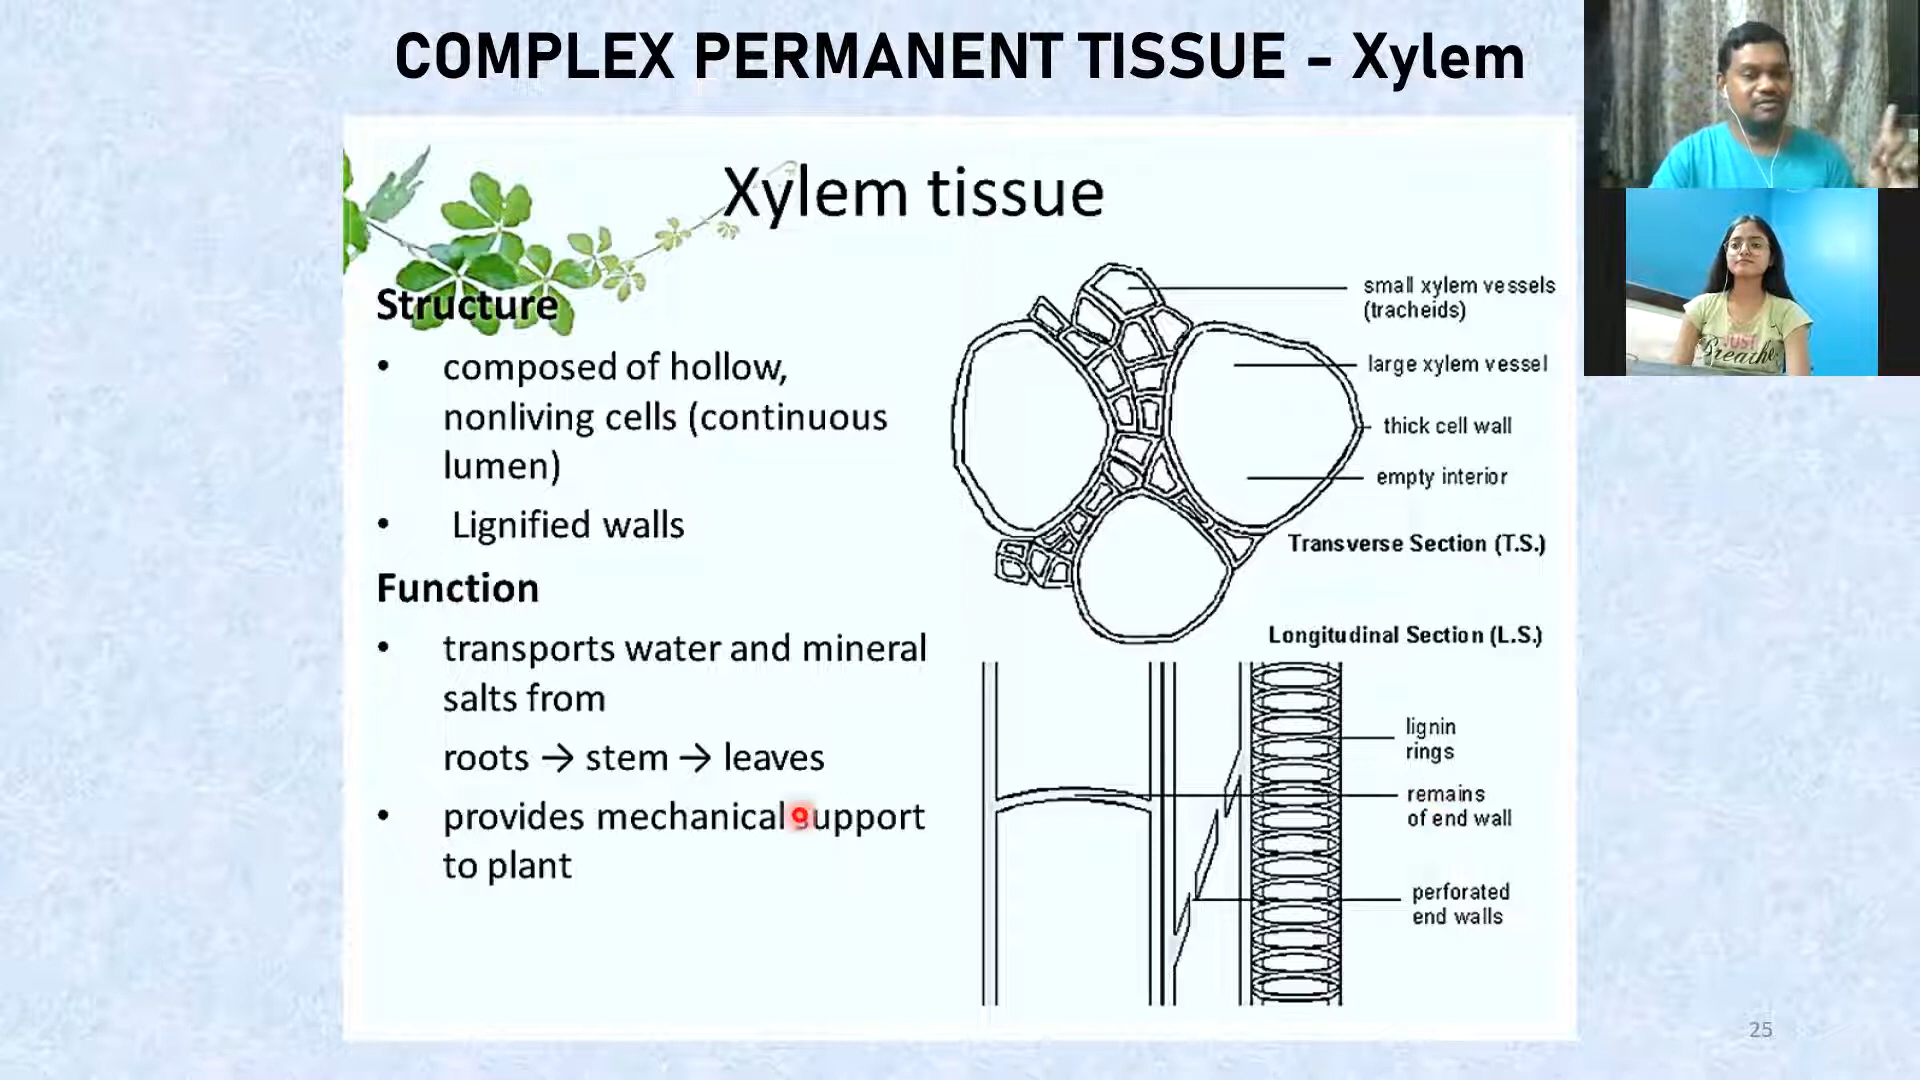 COMPLEX PERMANENT TISSUE - Xylem
Xylem tissue
Structure
• composed of hollow,
nonliving cells (continuous
lumen)
• Lignified walls
Function
• transports water and mineral
salts from
roots → stem → leaves
• provides mechanical support
to plant
small xylem vessels
(tracheids)
large xylem vessel
thick cell wall
empty interior
Transverse Section (T.S.)
Longitudinal Section (L.S.)
lignin
rings
remains
of end wall
perforated
end walls
JUST
Breathe
25